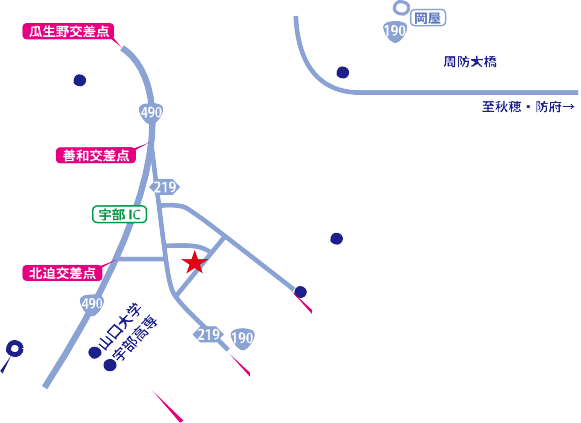 瓜生野交差点
岡屋
190
周防大橋
至秋穂・防府→
490
善和交差点
219
宇部IC
北迫交差点
490
山口大学
宇部高専
219
190